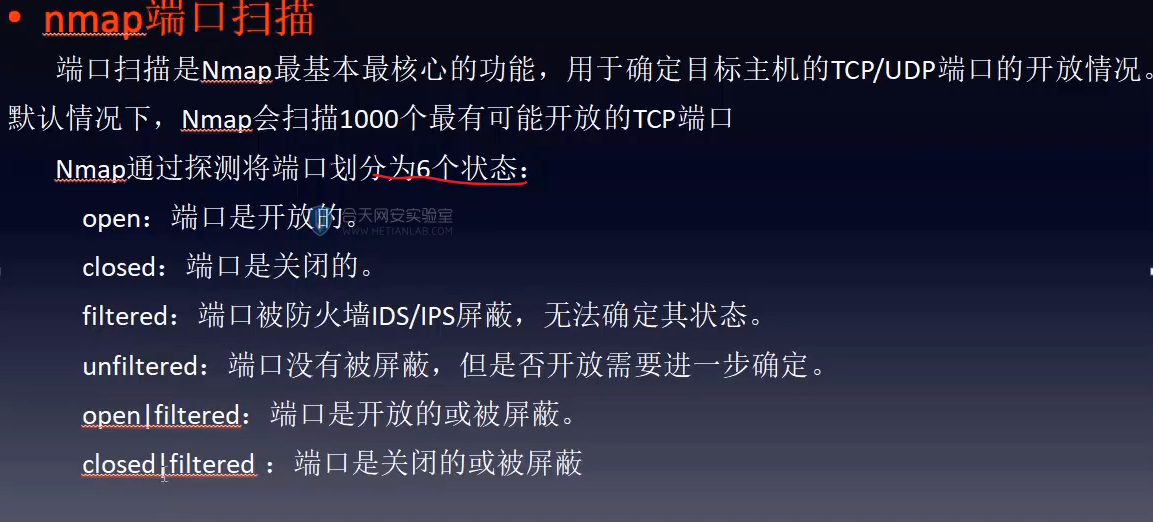 • nmap端口扫描
端口扫描是Nmap最基本最核心的功能，用于确定目标主机的TCP/UDP端口的开放情况。
默认情况下，Nmap会扫描1000个最有可能开放的TCP端口
Nmap通过探测将端口划分为6个状态：
open：端口是开放的。
合天网安实验室
WWW.HETIANLAB.COM
closed：端口是关闭的。
filtered：端口被防火墙IDS/IPS屏蔽，无法确定其状态。
unfiltered：端口没有被屏蔽，但是否开放需要进一步确定。
open|filtered：端口是开放的或被屏蔽。
closed|filtered ：端口是关闭的或被屏蔽